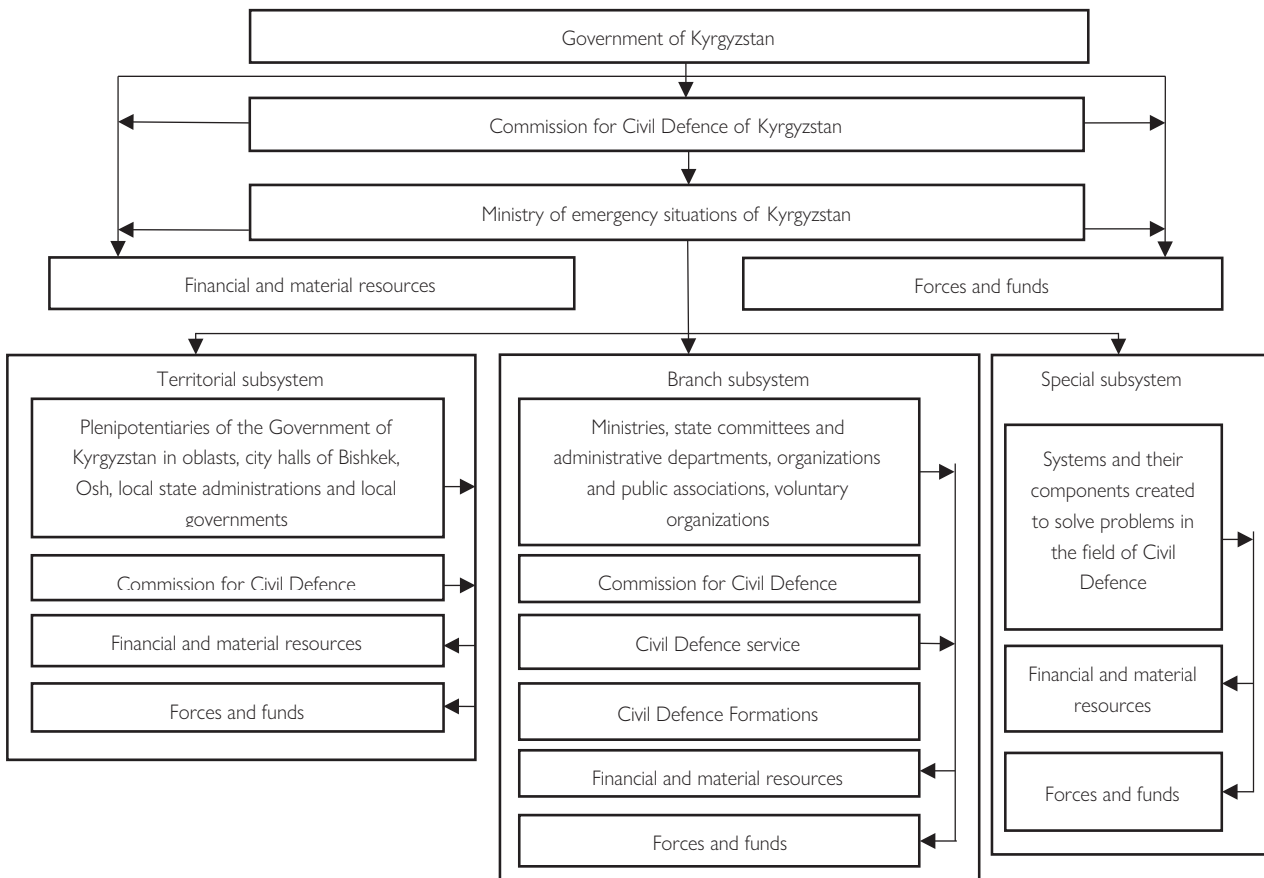 Government of Kyrgyzstan
Commission for Civil Defence of Kyrgyzstan
Ministry of emergency situations of Kyrgyzstan
Financial and material resources
Forces and funds
Territorial subsystem
Plenipotentiaries of the Government of
Kyrgyzstan in oblasts, city halls of Bishkek,
Osh, local state administrations and local
governments
Commission for Civil Defence
Financial and material resources
Forces and funds
Branch subsystem
Ministries, state committees and
administrative departments, organizations
and public associations, voluntary
organizations
Commission for Civil Defence
Civil Defence service
Civil Defence Formations
Financial and material resources
Forces and funds
Special subsystem
Systems and their
components created
to solve problems in
the field of Civil
Defence
Financial and material
resources
Forces and funds